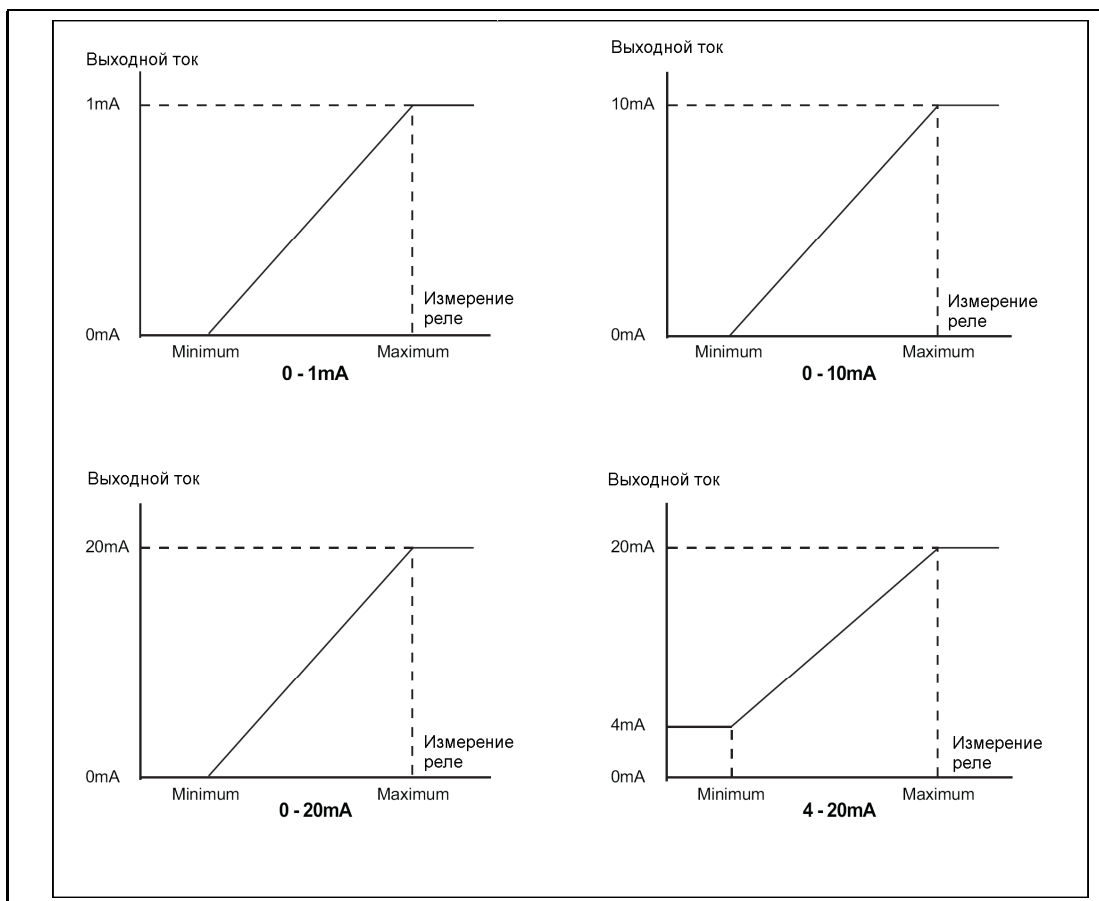 Выходной ток
1mA
0mA
Измерение
реле
Minimum
Maximum
0 - 1mA
Выходной ток
10mA
0mA
Измерение
реле
Minimum
Maximum
0 - 10mA
Выходной ток
20mA
0mA
Измерение
реле
Minimum
Maximum
0 - 20mA
Выходной ток
20mA
4mA
0mA
Измерение
реле
Minimum
Maximum
4 - 20mA